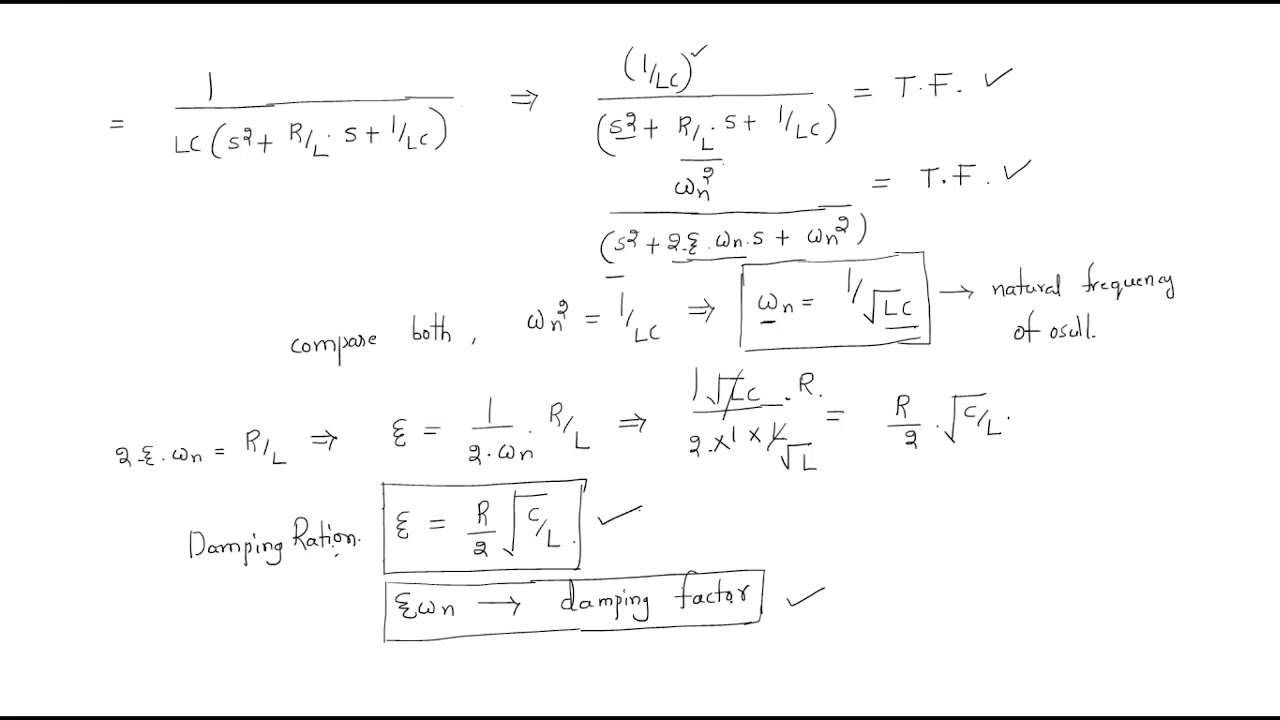 = 1 / LC(s² + R/L · s + 1/LC) ⇒ (1/LC)✓ / (s² + R/L · s + 1/LC) = T.F. ✓
ωn² / (s² + 2·ξ·ωn·s + ωn²) = T.F. ✓
compare both, ωn² = 1/LC ⇒ ωn = 1/√LC → natural frequency
of oscill.
2·ξ·ωn = R/L ⇒ ξ = 1/2·ωn · R/L ⇒ 1√LC · R. / 2·×1 × L/√L = R/2 · √C/L.
Damping Ration. ξ = R/2 √C/L. ✓
ξωn → damping factor ✓